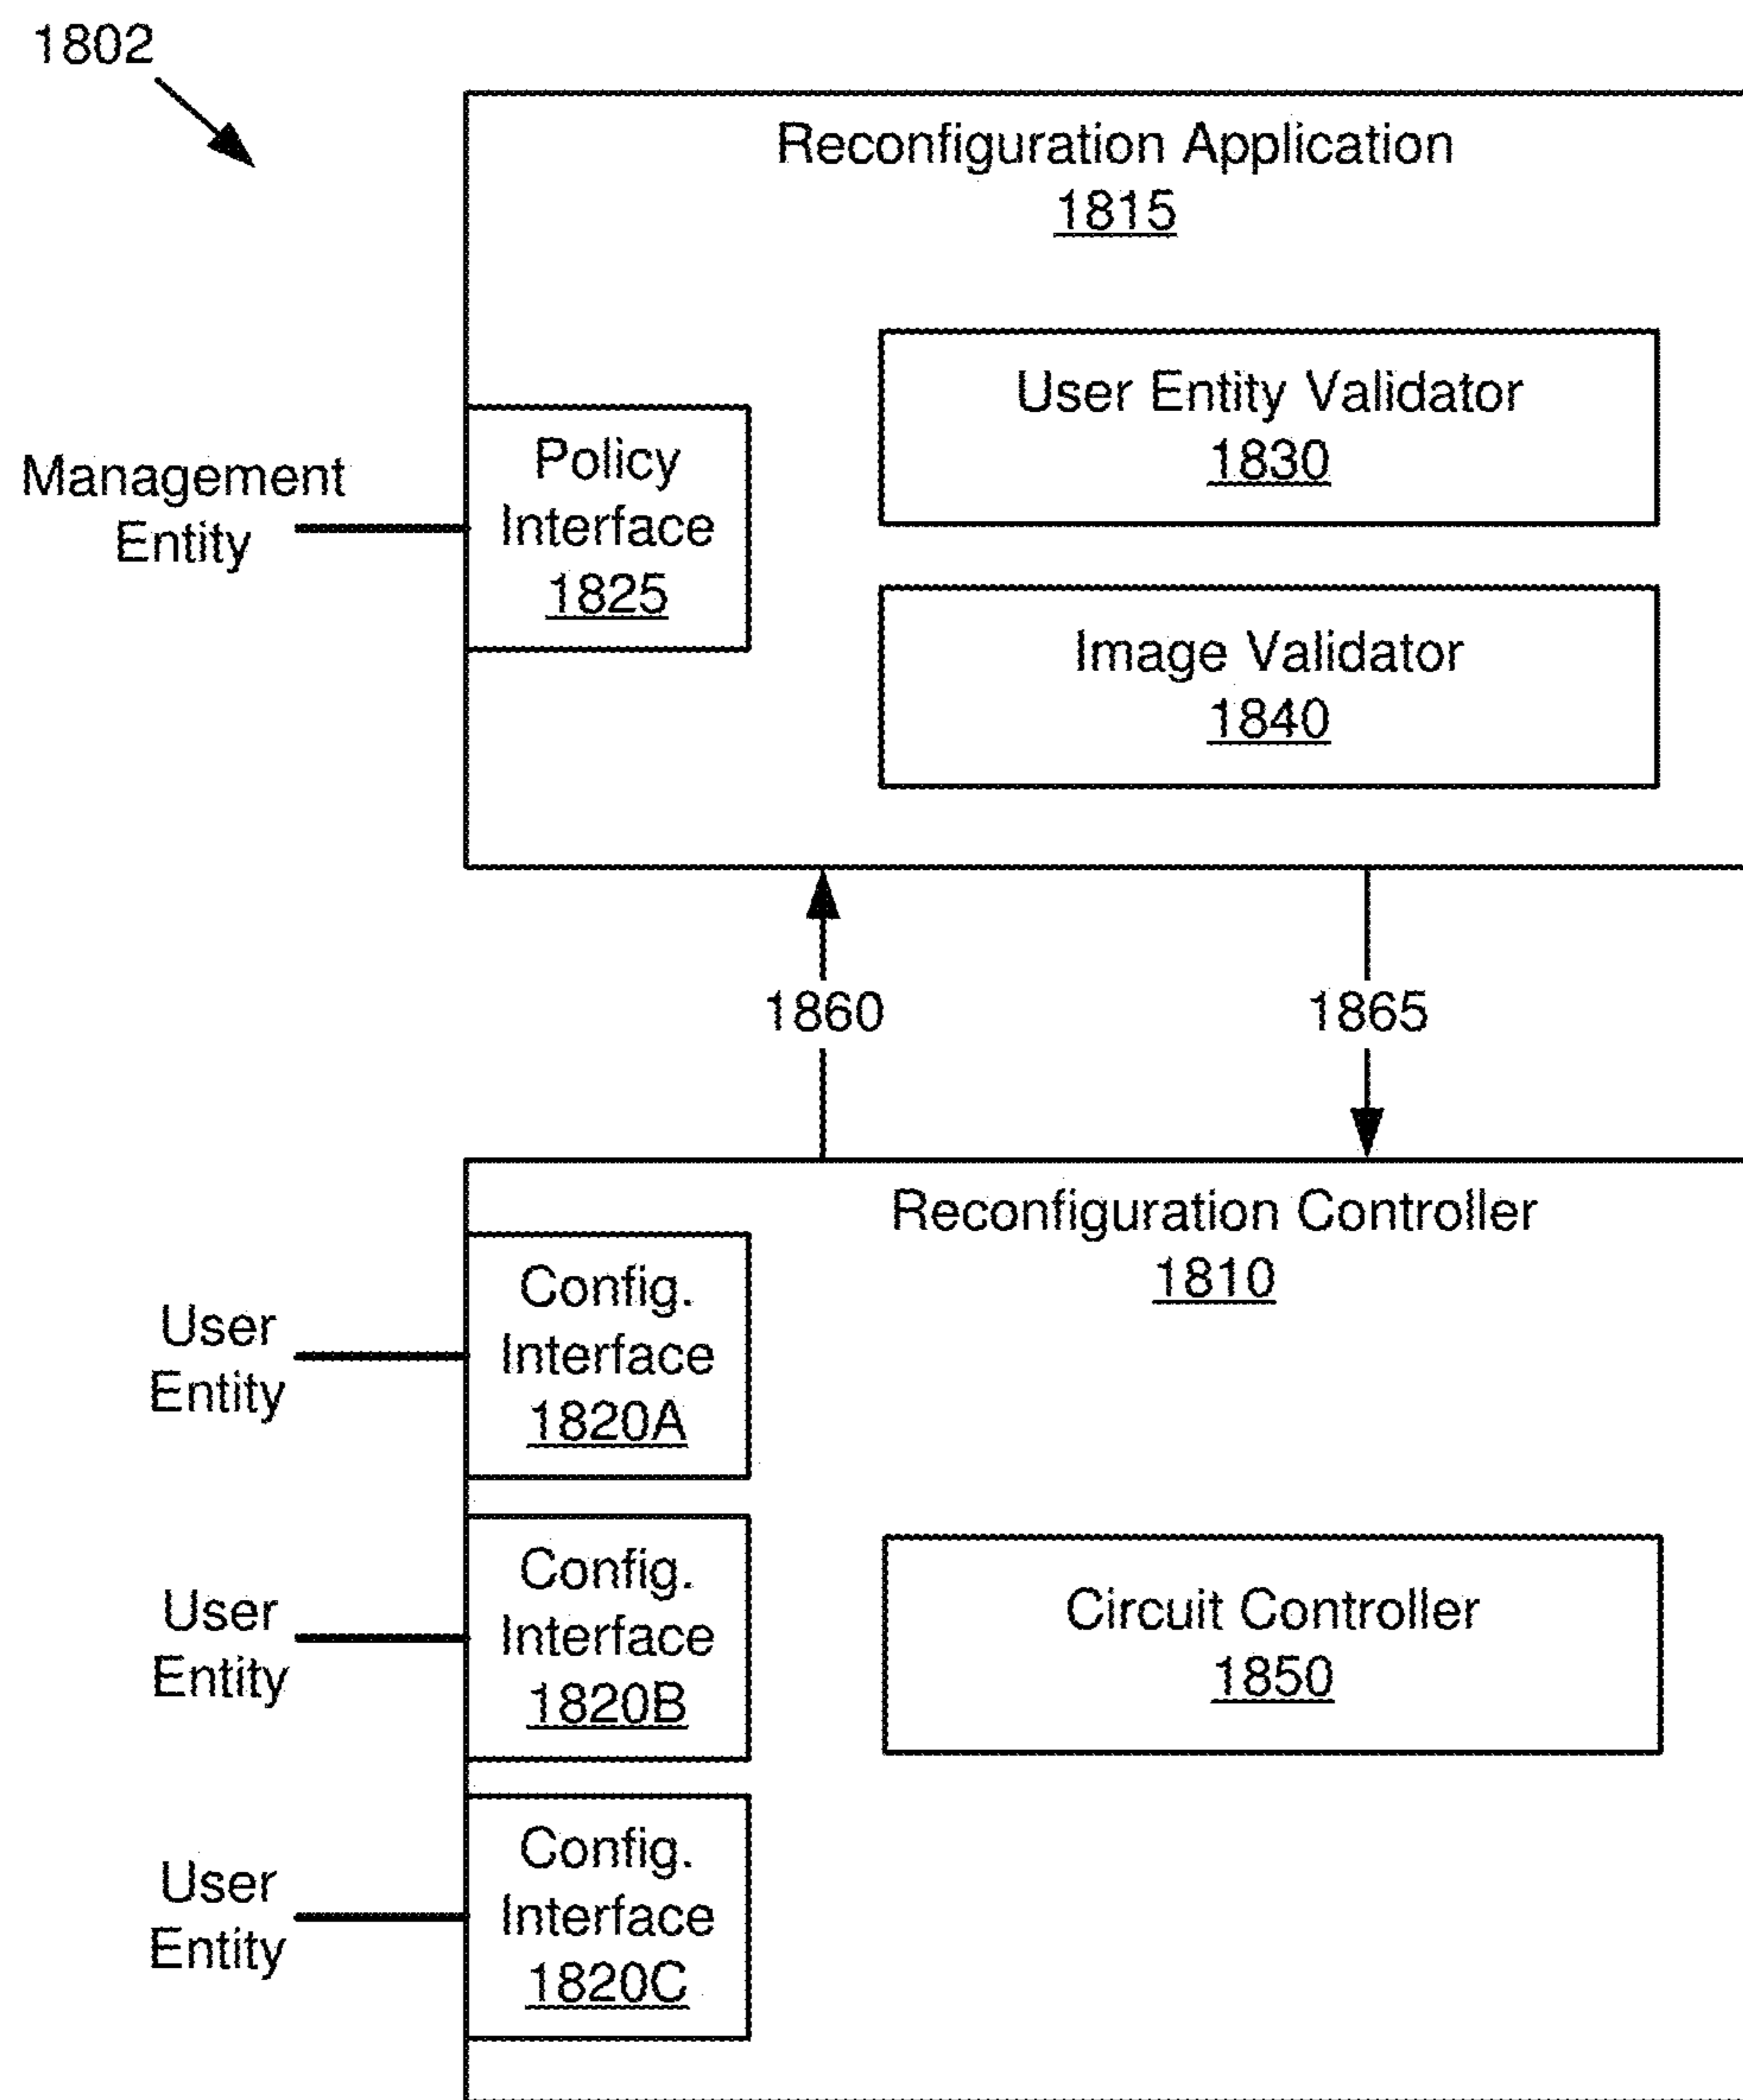 1802
Reconfiguration Application
1815
User Entity Validator
1830
Management
Entity
Policy
Interface
1825
Image Validator
1840
1860
1865
Reconfiguration Controller
1810
User
Entity
Config.
Interface
1820A
User
Entity
Config.
Interface
1820B
Circuit Controller
1850
User
Entity
Config.
Interface
1820C